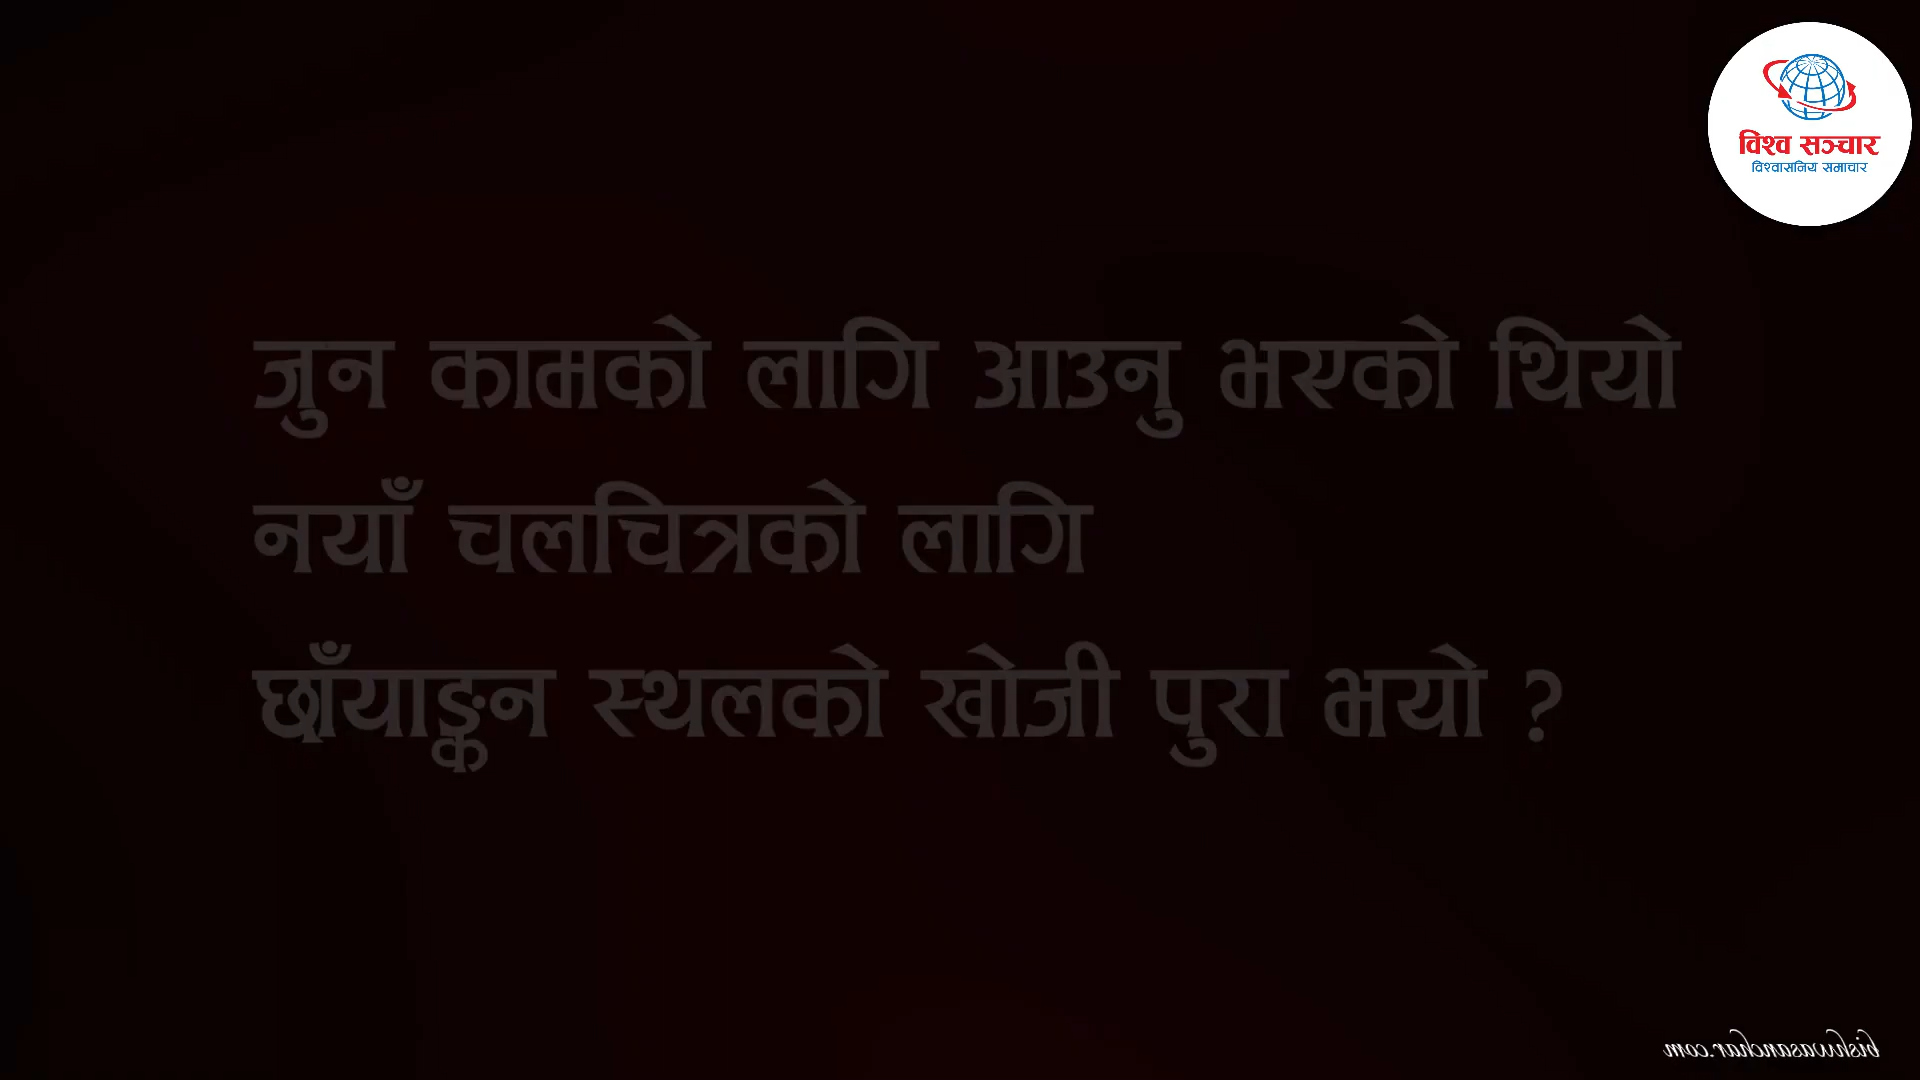 विश्व सञ्चार
विश्वासनिय समाचार
जुन कामको लागि आउनु भएको थियो
नयाँ चलचित्रको लागि
छाँयाङ्कन स्थलको खोजी पुरा भयो ?
bishwasanchar.com